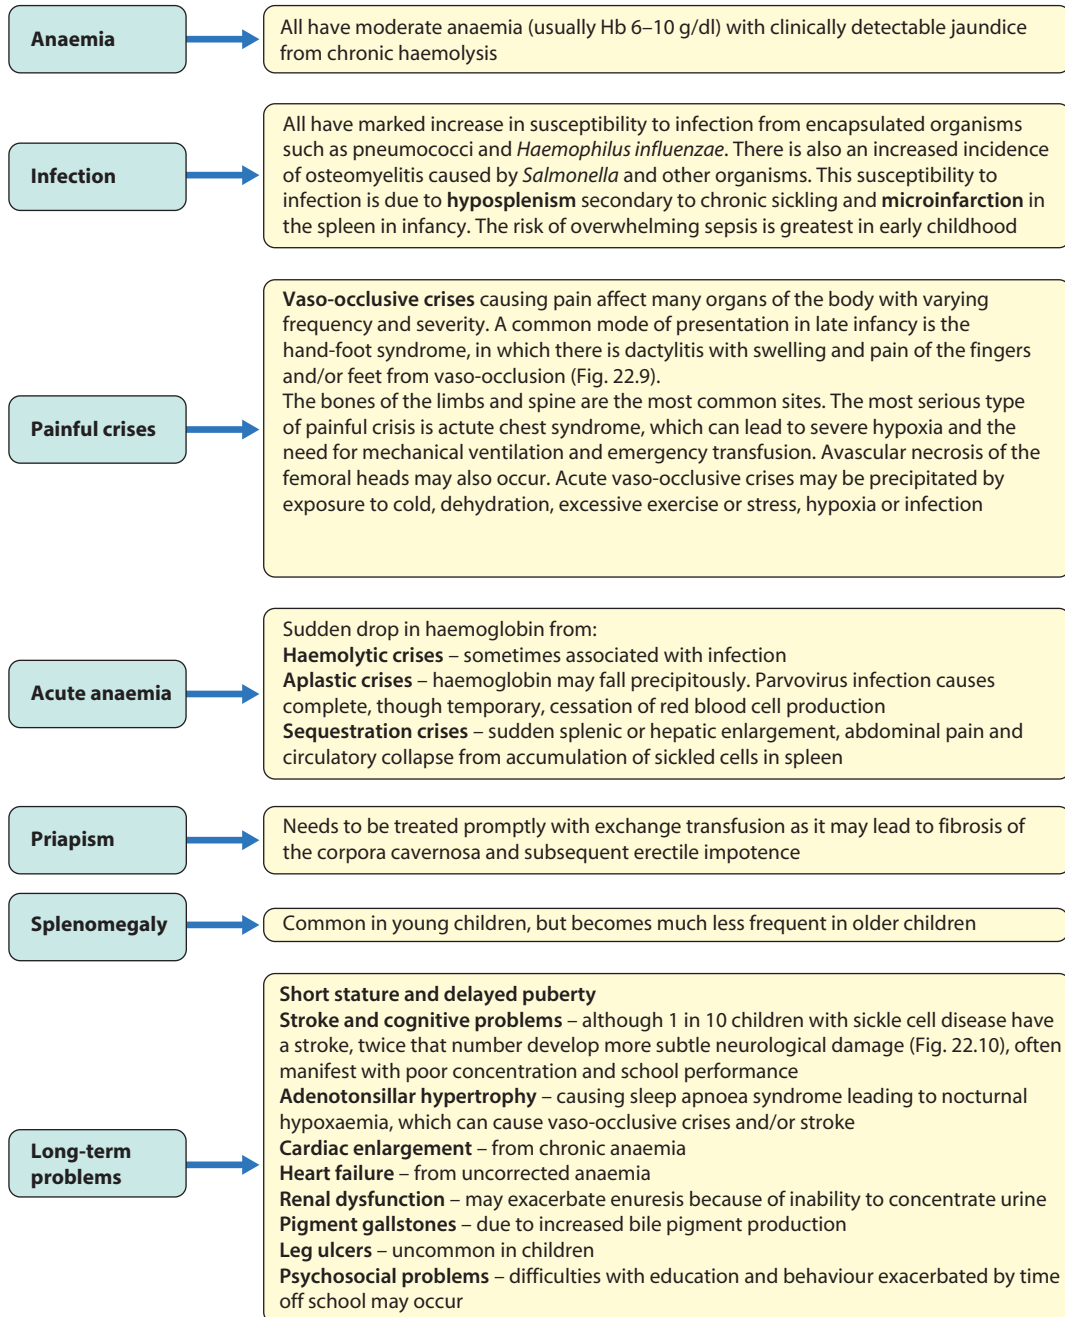 Anaemia
All have moderate anaemia (usually Hb 6–10 g/dl) with clinically detectable jaundice
from chronic haemolysis
Infection
All have marked increase in susceptibility to infection from encapsulated organisms
such as pneumococci and Haemophilus influenzae. There is also an increased incidence
of osteomyelitis caused by Salmonella and other organisms. This susceptibility to
infection is due to hyposplenism secondary to chronic sickling and microinfarction in
the spleen in infancy. The risk of overwhelming sepsis is greatest in early childhood
Painful crises
Vaso-occlusive crises causing pain affect many organs of the body with varying
frequency and severity. A common mode of presentation in late infancy is the
hand-foot syndrome, in which there is dactylitis with swelling and pain of the fingers
and/or feet from vaso-occlusion (Fig. 22.9).
The bones of the limbs and spine are the most common sites. The most serious type
of painful crisis is actute chest syndrome, which can lead to severe hypoxia and the
need for mechanical ventilation and emergency transfusion. Avascular necrosis of the
femoral heads may also occur. Acute vaso-occlusive crises may be precipitated by
exposure to cold, dehydration, excessive exercise or stress, hypoxia or infection
Acute anaemia
Sudden drop in haemoglobin from:
Haemolytic crises – sometimes associated with infection
Aplastic crises – haemoglobin may fall precipitously. Parvovirus infection causes
complete, though temporary, cessation of red blood cell production
Sequestration crises – sudden splenic or hepatic enlargement, abdominal pain and
circulatory collapse from accumulation of sickled cells in spleen
Priapism
Needs to be treated promptly with exchange transfusion as it may lead to fibrosis of
the corpora cavernosa and subsequent erectile impotence
Splenomegaly
Common in young children, but becomes much less frequent in older children
Long-term
problems
Short stature and delayed puberty
Stroke and cognitive problems – although 1 in 10 children with sickle cell disease have
a stroke, twice that number develop more subtle neurological damage (Fig. 22.10), often
manifest with poor concentration and school performance
Adenotonsillar hypertrophy – causing sleep apnoea syndrome leading to nocturnal
hypoxaemia, which can cause vaso-occlusive crises and/or stroke
Cardiac enlargement – from chronic anaemia
Heart failure – from uncorrected anaemia
Renal dysfunction – may exacerbate enuresis because of inability to concentrate urine
Pigment gallstones – due to increased bile pigment production
Leg ulcers – uncommon in children
Psychosocial problems – difficulties with education and behaviour exacerbated by time
off school may occur